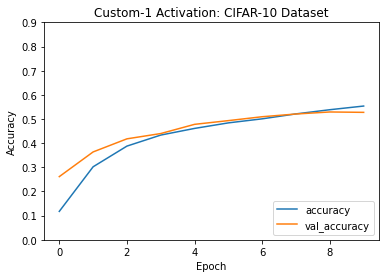 Custom-1 Activation: CIFAR-10 Dataset
Accuracy
0.9
0.8
0.7
0.6
0.5
0.4
0.3
0.2
0.1
0.0
accuracy
val_accuracy
0 2 4 6 8
Epoch